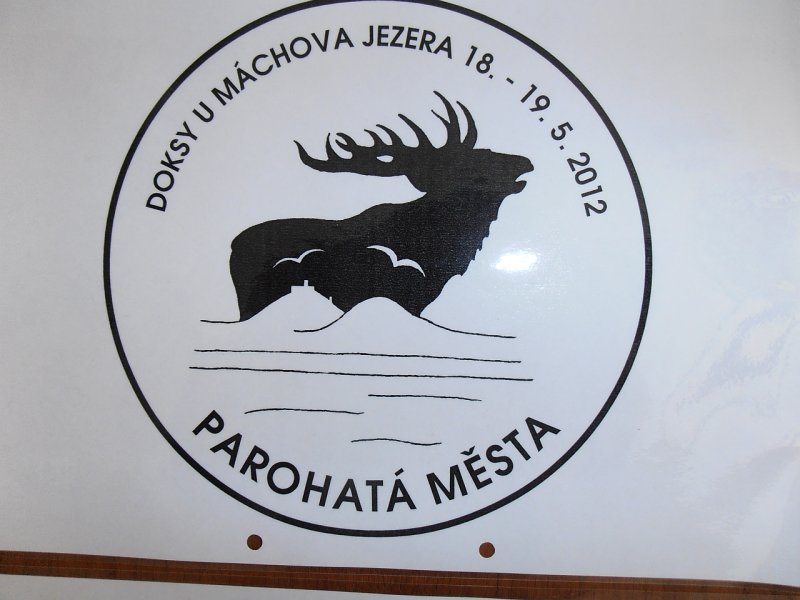 DOKSY U MÁCHOVA JEZERA 18. - 19. 5. 2012
PAROHATÁ MĚSTA